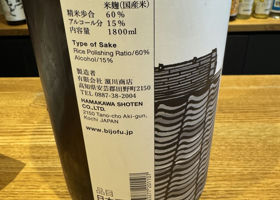 米麹(国産米)
精米歩合 60%
アルコール分 15%
内容量 1800ml
Type of Sake
Rice Polishing Ratio/60%
Alcohol/15%
製造者
有限会社 濵川商店
高知県安芸郡田野町2150
TEL 0887-38-2004
HAMAKAWA SHOTEN
CO.,LTD.
2150 Tano-cho Aki-gun,
Kochi JAPAN
www.bijofu.jp
品目